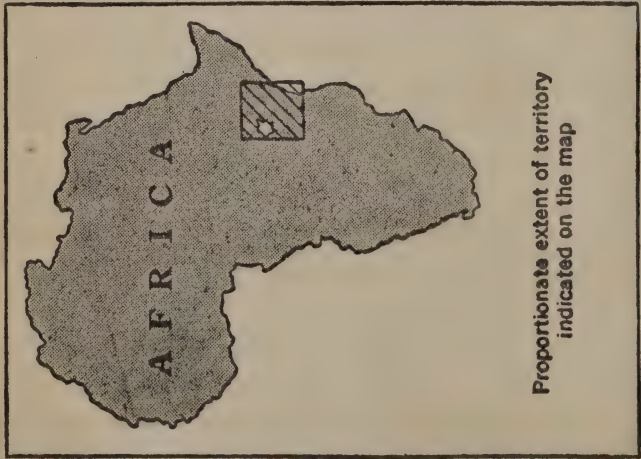 AFRICA
Proportionate extent of territory
indicated on the map